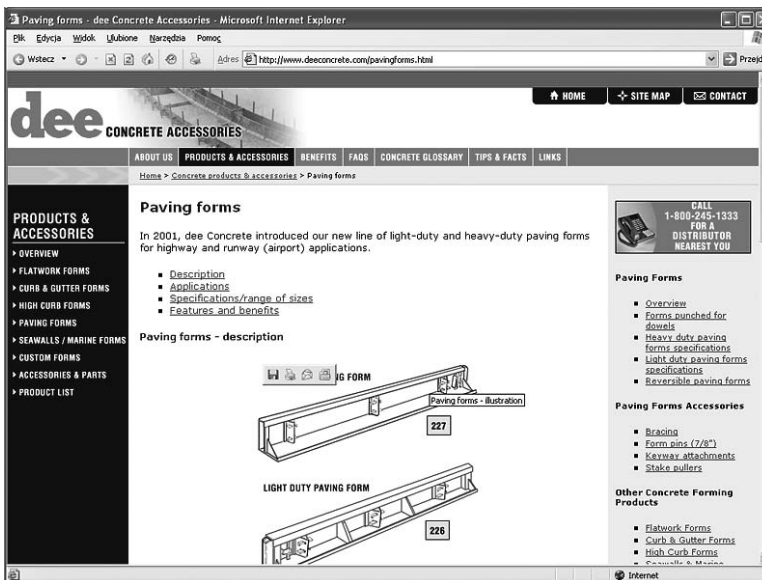 Paving forms - dee Concrete Accessories - Microsoft Internet Explorer
Plik Edycja Widok Ulubione Narzędzia Pomoc
Wstecz
Adres http://www.deeconcrete.com/pavingforms.html
Przejdź
HOME SITE MAP CONTACT
dee CONCRETE ACCESSORIES
ABOUT US PRODUCTS & ACCESSORIES BENEFITS FAQS CONCRETE GLOSSARY TIPS & FACTS LINKS
Home > Concrete products & accessories > Paving forms
PRODUCTS &
ACCESSORIES
OVERVIEW
FLATWORK FORMS
CURB & GUTTER FORMS
HIGH CURB FORMS
PAVING FORMS
SEAWALLS / MARINE FORMS
CUSTOM FORMS
ACCESSORIES & PARTS
PRODUCT LIST
Paving forms
In 2001, dee Concrete introduced our new line of light-duty and heavy-duty paving forms
for highway and runway (airport) applications.
Description
Applications
Specifications/range of sizes
Features and benefits
Paving forms - description
NG FORM
Paving forms - illustration
227
LIGHT DUTY PAVING FORM
226
CALL
1-800-245-1333
FOR A
DISTRIBUTOR
NEAREST YOU
Paving Forms
Overview
Forms punched for
dowels
Heavy duty paving
forms specifications
Light duty paving forms
specifications
Reversible paving forms
Paving Forms Accessories
Bracing
Form pins (7/8")
Keyway attachments
Stake pullers
Other Concrete Forming
Products
Flatwork Forms
Curb & Gutter Forms
High Curb Forms
Seawalls & Marine
Internet